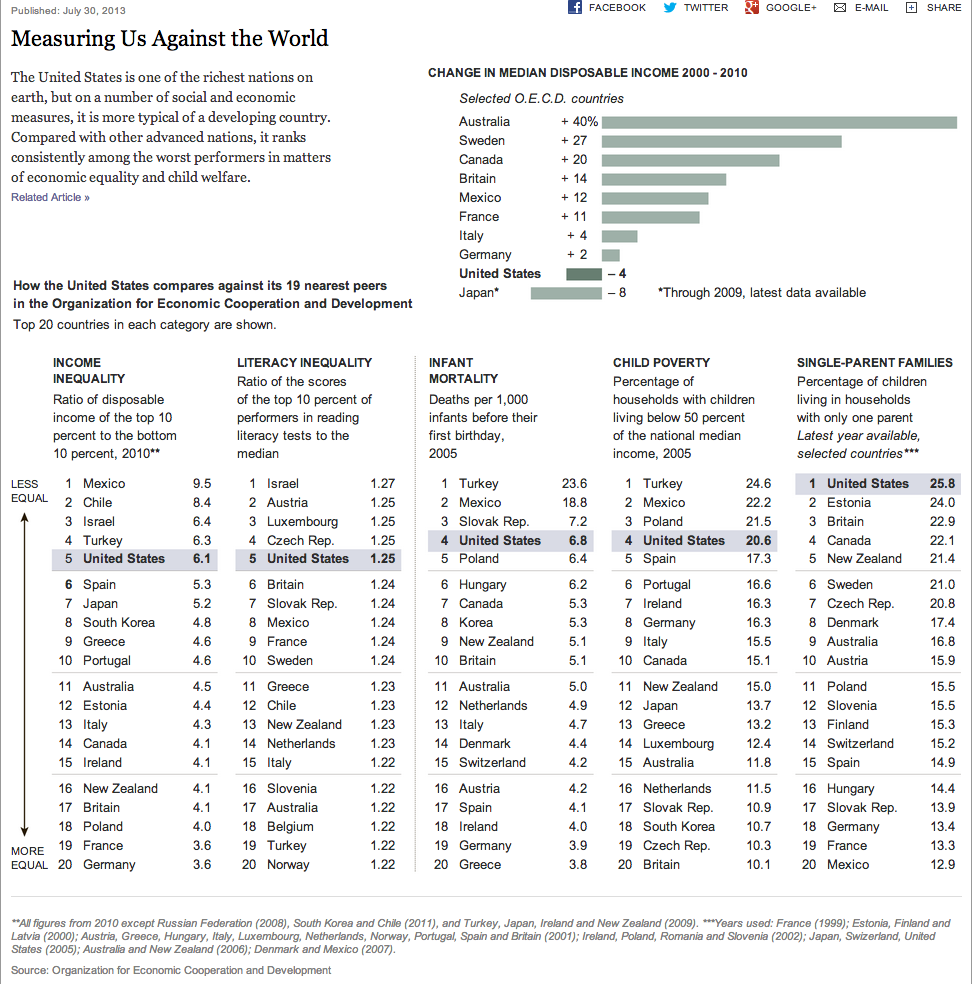 Published: July 30, 2013
FACEBOOK TWITTER GOOGLE+ E-MAIL SHARE
Measuring Us Against the World
The United States is one of the richest nations on
earth, but on a number of social and economic
measures, it is more typical of a developing country.
Compared with other advanced nations, it ranks
consistently among the worst performers in matters
of economic equality and child welfare.
Related Article »
CHANGE IN MEDIAN DISPOSABLE INCOME 2000 - 2010
Selected O.E.C.D. countries
Australia + 40%
Sweden + 27
Canada + 20
Britain + 14
Mexico + 12
France + 11
Italy + 4
Germany + 2
United States – 4
Japan* – 8 *Through 2009, latest data available
How the United States compares against its 19 nearest peers
in the Organization for Economic Cooperation and Development
Top 20 countries in each category are shown.
LESS
EQUAL
MORE
EQUAL
INCOME
INEQUALITY
Ratio of disposable
income of the top 10
percent to the bottom
10 percent, 2010**
1 Mexico 9.5
2 Chile 8.4
3 Israel 6.4
4 Turkey 6.3
5 United States 6.1
6 Spain 5.3
7 Japan 5.2
8 South Korea 4.8
9 Greece 4.6
10 Portugal 4.6
11 Australia 4.5
12 Estonia 4.4
13 Italy 4.3
14 Canada 4.1
15 Ireland 4.1
16 New Zealand 4.1
17 Britain 4.1
18 Poland 4.0
19 France 3.6
20 Germany 3.6
LITERACY INEQUALITY
Ratio of the scores
of the top 10 percent of
performers in reading
literacy tests to the
median
1 Israel 1.27
2 Austria 1.25
3 Luxembourg 1.25
4 Czech Rep. 1.25
5 United States 1.25
6 Britain 1.24
7 Slovak Rep. 1.24
8 Mexico 1.24
9 France 1.24
10 Sweden 1.24
11 Greece 1.23
12 Chile 1.23
13 New Zealand 1.23
14 Netherlands 1.23
15 Italy 1.22
16 Slovenia 1.22
17 Australia 1.22
18 Belgium 1.22
19 Turkey 1.22
20 Norway 1.22
INFANT
MORTALITY
Deaths per 1,000
infants before their
first birthday,
2005
1 Turkey 23.6
2 Mexico 18.8
3 Slovak Rep. 7.2
4 United States 6.8
5 Poland 6.4
6 Hungary 6.2
7 Canada 5.3
8 Korea 5.3
9 New Zealand 5.1
10 Britain 5.1
11 Australia 5.0
12 Netherlands 4.9
13 Italy 4.7
14 Denmark 4.4
15 Switzerland 4.2
16 Austria 4.2
17 Spain 4.1
18 Ireland 4.0
19 Germany 3.9
20 Greece 3.8
CHILD POVERTY
Percentage of
households with children
living below 50 percent
of the national median
income, 2005
1 Turkey 24.6
2 Mexico 22.2
3 Poland 21.5
4 United States 20.6
5 Spain 17.3
6 Portugal 16.6
7 Ireland 16.3
8 Germany 16.3
9 Italy 15.5
10 Canada 15.1
11 New Zealand 15.0
12 Japan 13.7
13 Greece 13.2
14 Luxembourg 12.4
15 Australia 11.8
16 Netherlands 11.5
17 Slovak Rep. 10.9
18 South Korea 10.7
19 Czech Rep. 10.3
20 Britain 10.1
SINGLE-PARENT FAMILIES
Percentage of children
living in households
with only one parent
Latest year available,
selected countries***
1 United States 25.8
2 Estonia 24.0
3 Britain 22.9
4 Canada 22.1
5 New Zealand 21.4
6 Sweden 21.0
7 Czech Rep. 20.8
8 Denmark 17.4
9 Australia 16.8
10 Austria 15.9
11 Poland 15.5
12 Slovenia 15.5
13 Finland 15.3
14 Switzerland 15.2
15 Spain 14.9
16 Hungary 14.4
17 Slovak Rep. 13.9
18 Germany 13.4
19 France 13.3
20 Mexico 12.9
**All figures from 2010 except Russian Federation (2008), South Korea and Chile (2011), and Turkey, Japan, Ireland and New Zealand (2009). ***Years used: France (1999); Estonia, Finland and
Latvia (2000); Austria, Greece, Hungary, Italy, Luxembourg, Netherlands, Norway, Portugal, Spain and Britain (2001); Ireland, Poland, Romania and Slovenia (2002); Japan, Swizerland, United
States (2005); Australia and New Zealand (2006); Denmark and Mexico (2007).
Source: Organization for Economic Cooperation and Development